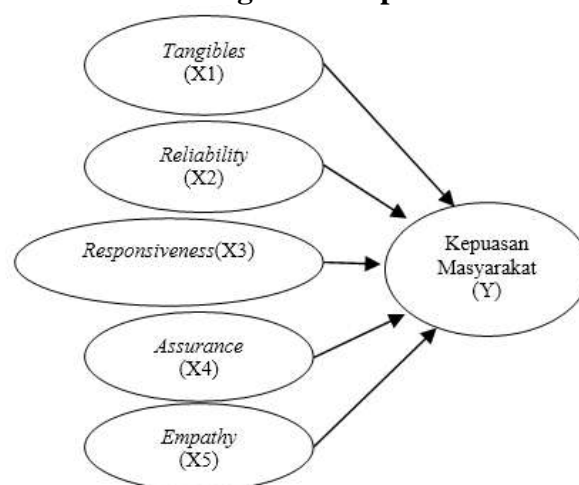 Tangibles
(X1)
Reliability
(X2)
Responsiveness(X3)
Assurance
(X4)
Empathy
(X5)
Kepuasan
Masyarakat
(Y)